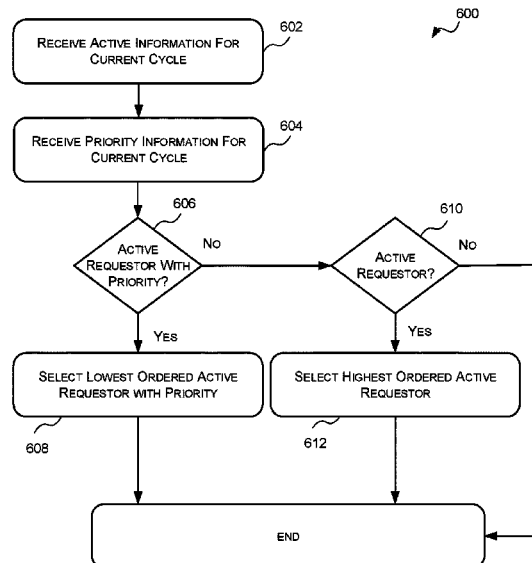 600
RECEIVE ACTIVE INFORMATION FOR
CURRENT CYCLE
602
RECEIVE PRIORITY INFORMATION FOR
CURRENT CYCLE
604
606
ACTIVE
REQUESTOR WITH
PRIORITY?
NO
YES
610
ACTIVE
REQUESTOR?
NO
YES
SELECT LOWEST ORDERED ACTIVE
REQUESTOR WITH PRIORITY
608
SELECT HIGHEST ORDERED ACTIVE
REQUESTOR
612
END